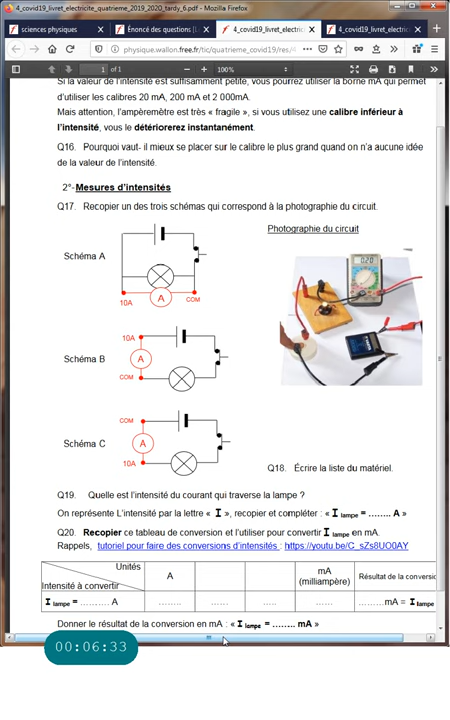 4_covid19_livret_electricite_quatrieme_2019_2020_tardy_6.pdf - Mozilla Firefox
sciences physiques
Énoncé des questions (l
4_covid19_livret_electricit
4_covid19_livret_electricit
physique.wallon.free.fr/tic/quatrieme_covid19/res/4
1 of 1
100%
Si la valeur de l'intensité est suffisamment petite, vous pourrez utiliser la borne mA qui permet
d'utiliser les calibres 20 mA, 200 mA et 2 000mA.
Mais attention, l'ampèremètre est très « fragile », si vous utilisez une calibre inférieur à
l'intensité, vous le détériorerez instantanément.
Q16. Pourquoi vaut- il mieux se placer sur le calibre le plus grand quand on n'a aucune idée
de la valeur de l'intensité.
2°- Mesures d'intensités
Q17. Recopier un des trois schémas qui correspond à la photographie du circuit.
Photographie du circuit
Schéma A
10A
A
COM
020
Schéma B
10A
A
COM
Schéma C
COM
A
10A
Q18. Écrire la liste du matériel.
Q19. Quelle est l'intensité du courant qui traverse la lampe ?
On représente L'intensité par la lettre « I », recopier et compléter : « I lampe = …….. A »
Q20. Recopier ce tableau de conversion et l'utiliser pour convertir I lampe en mA.
Rappels, tutoriel pour faire des conversions d'intensités : https://youtu.be/C_sZs8UO0AY
Unités
Intensité à convertir
A
mA
(milliampère)
Résultat de la conversio
I lampe = ………. A
……..
……
…..
……
………mA = I lampe
Donner le résultat de la conversion en mA : « I lampe = …….. mA »
00:06:33